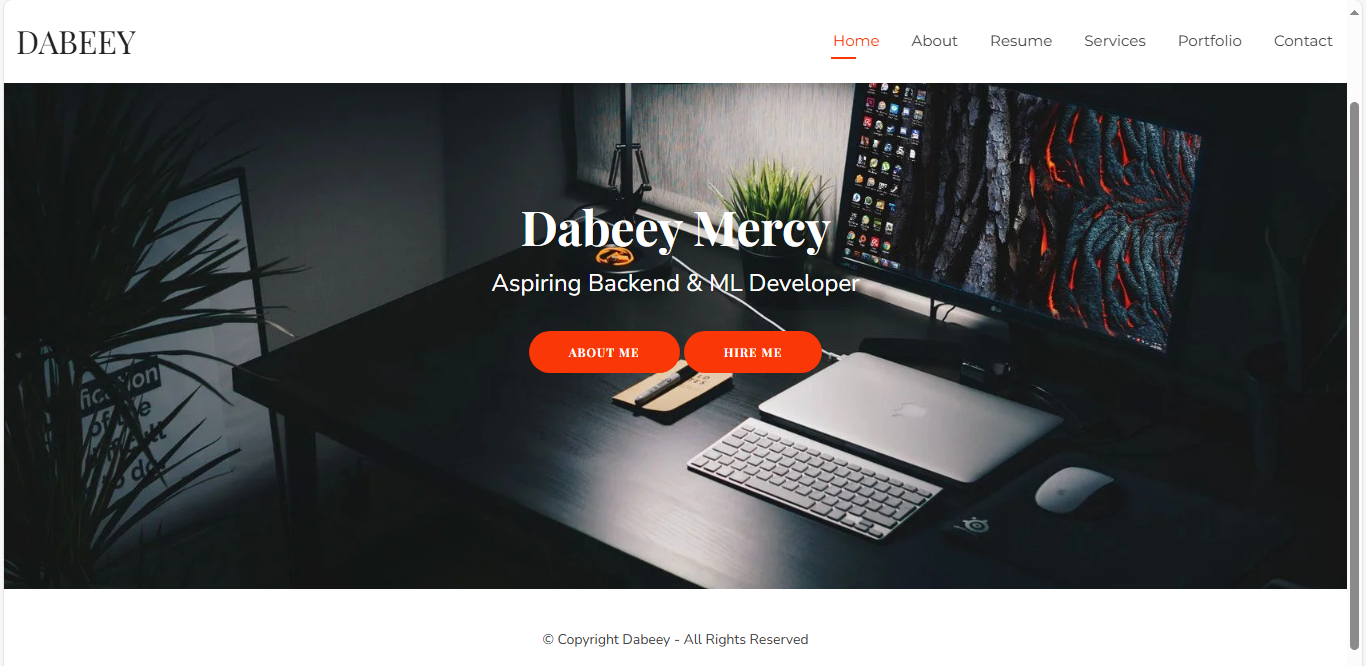 DABEEY
Home About Resume Services Portfolio Contact
Dabeey Mercy
Aspiring Backend & ML Developer
ABOUT ME HIRE ME
© Copyright Dabeey - All Rights Reserved